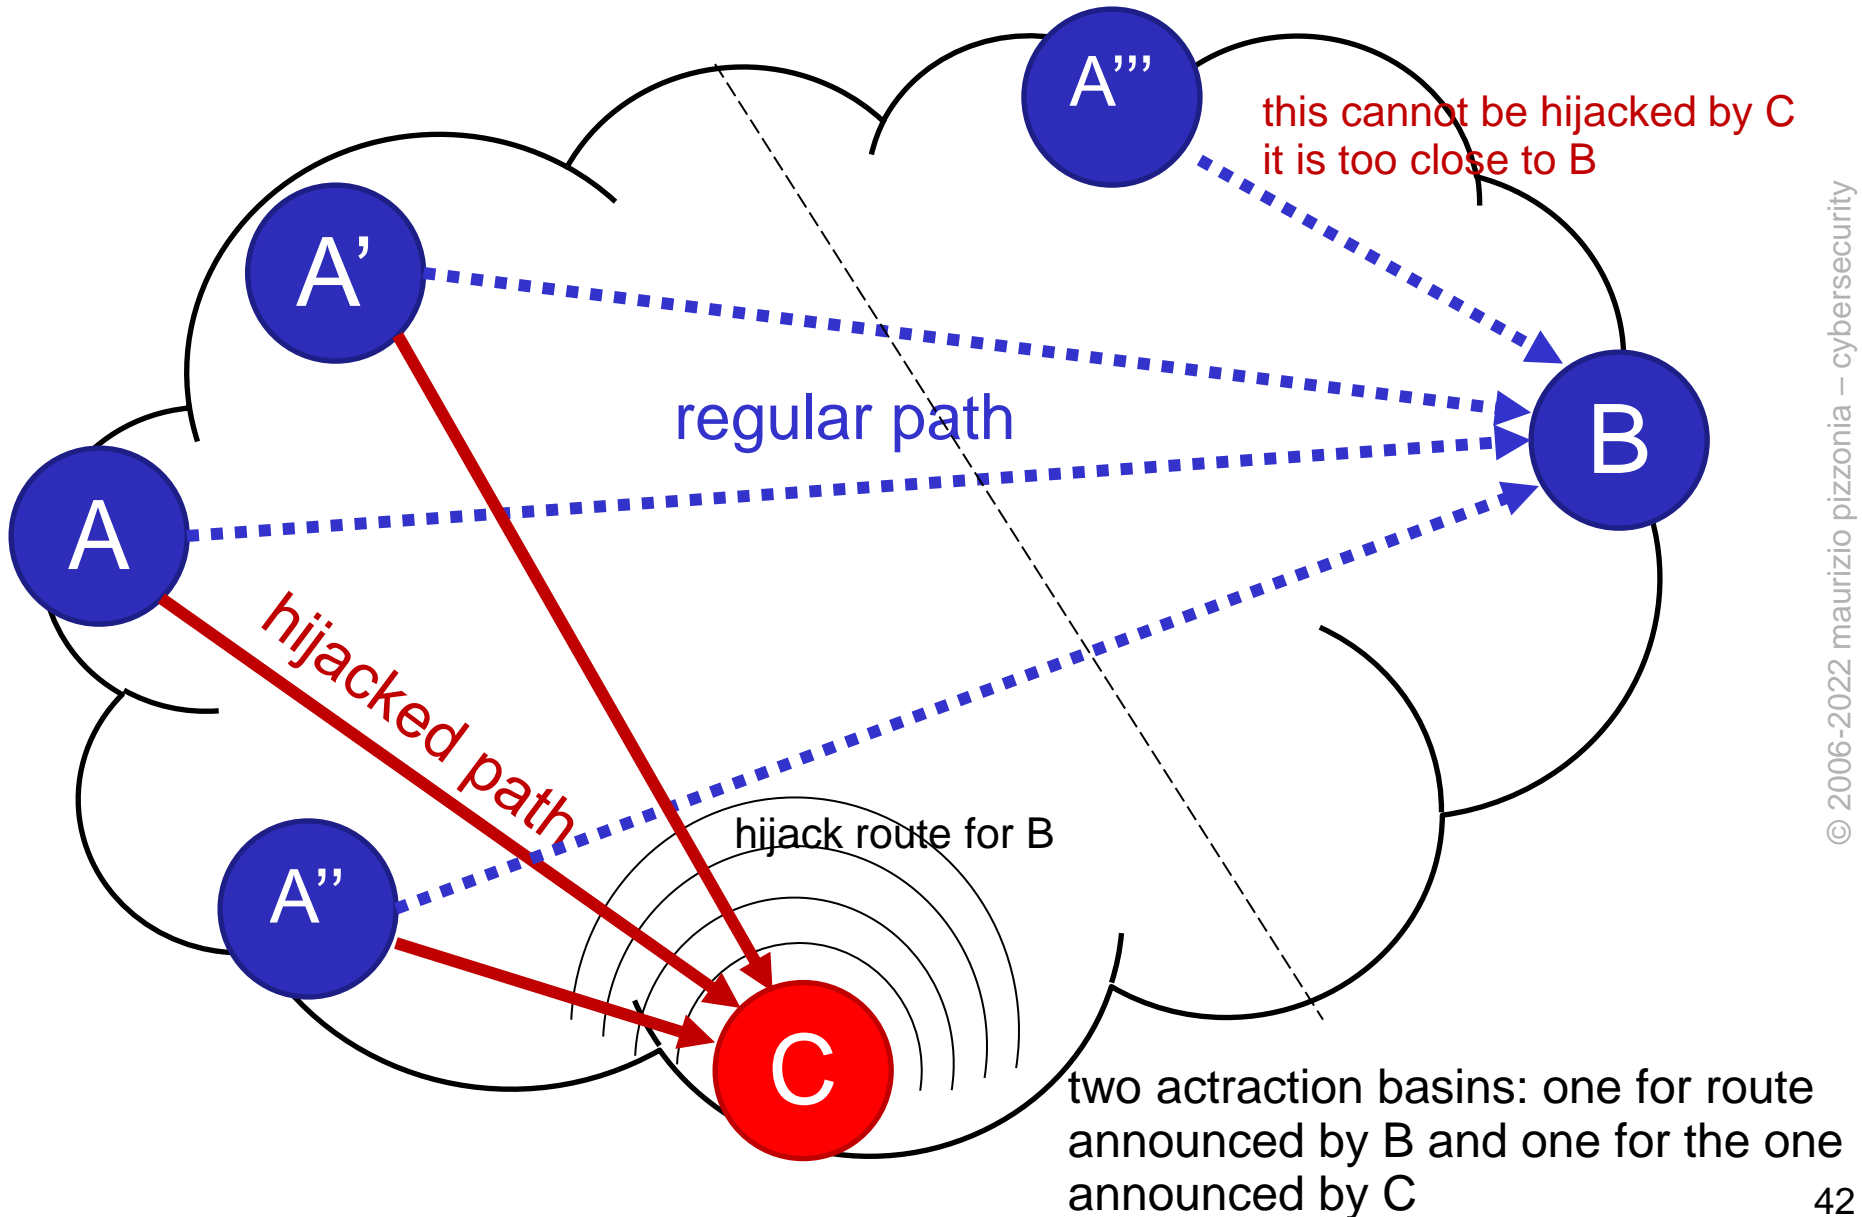 A’’’
this cannot be hijacked by C
it is too close to B
A’
regular path
B
A
hijacked path
hijack route for B
A’’
C
two actraction basins: one for route
announced by B and one for the one
announced by C
42
© 2006-2022 maurizio pizzonia – cybersecurity